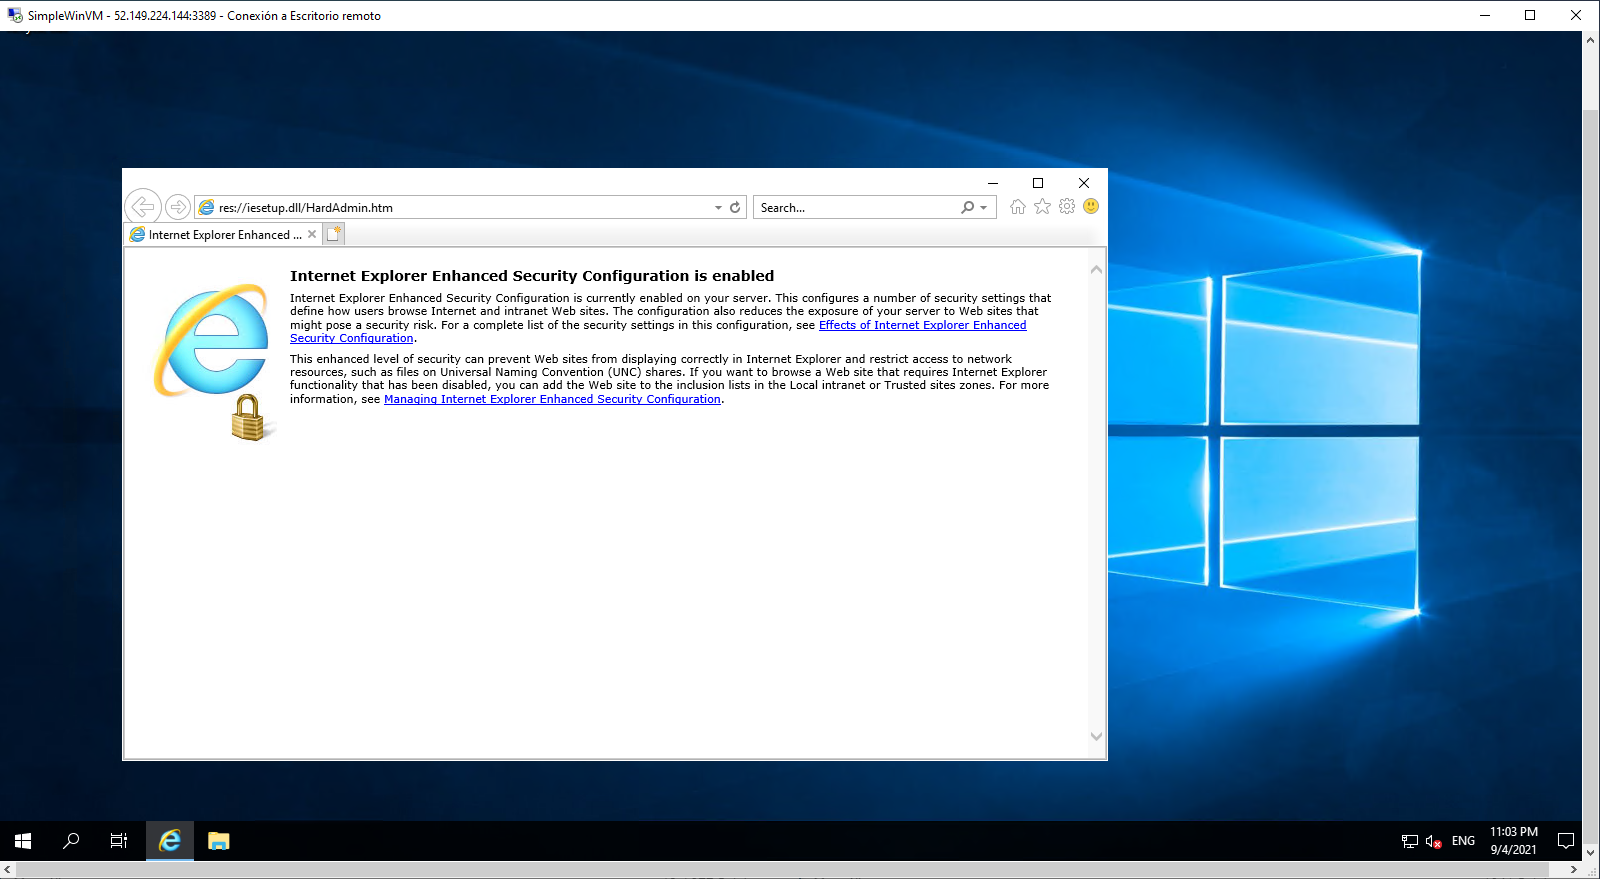 SimpleWinVM - 52.149.224.144:3389 - Conexión a Escritorio remoto
res://iesetup.dll/HardAdmin.htm
Search...
Internet Explorer Enhanced ...
Internet Explorer Enhanced Security Configuration is enabled
Internet Explorer Enhanced Security Configuration is currently enabled on your server. This configures a number of security settings that
define how users browse Internet and intranet Web sites. The configuration also reduces the exposure of your server to Web sites that
might pose a security risk. For a complete list of the security settings in this configuration, see Effects of Internet Explorer Enhanced
Security Configuration.
This enhanced level of security can prevent Web sites from displaying correctly in Internet Explorer and restrict access to network
resources, such as files on Universal Naming Convention (UNC) shares. If you want to browse a Web site that requires Internet Explorer
functionality that has been disabled, you can add the Web site to the inclusion lists in the Local intranet or Trusted sites zones. For more
information, see Managing Internet Explorer Enhanced Security Configuration.
ENG
11:03 PM
9/4/2021